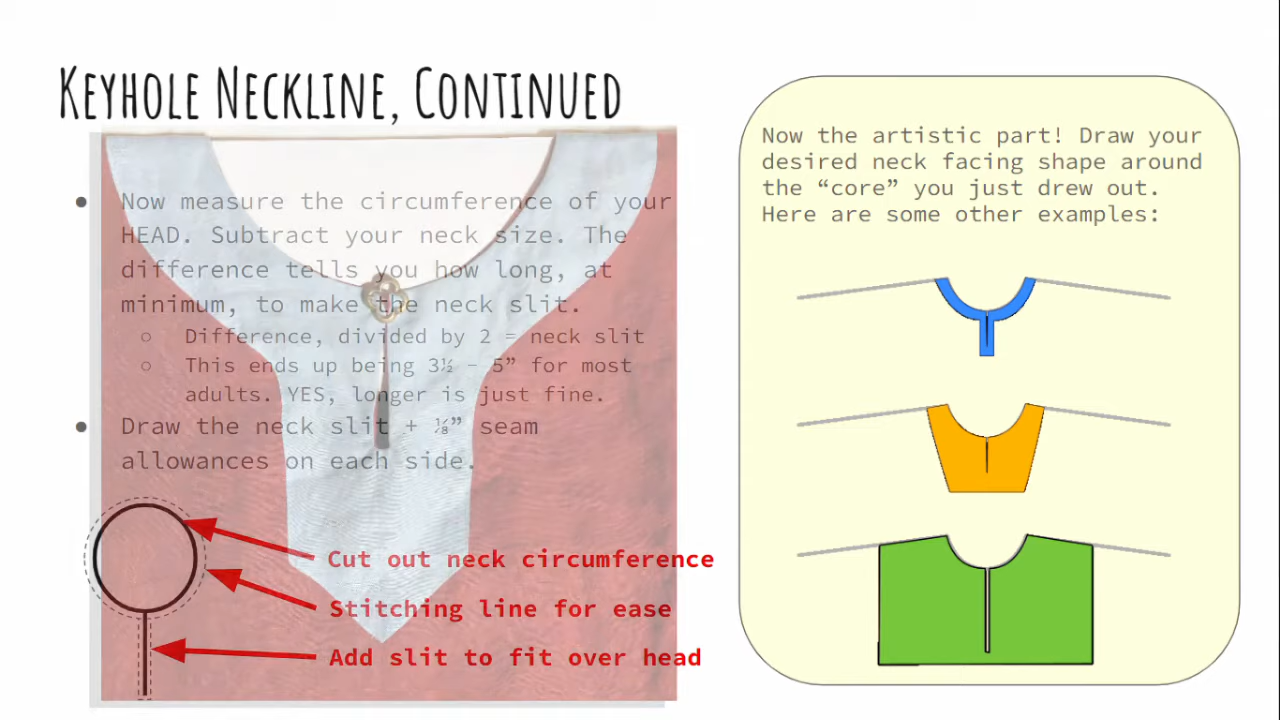 Keyhole Neckline, Continued
● Now measure the circumference of your
HEAD. Subtract your neck size. The
difference tells you how long, at
minimum, to make the neck slit.
○ Difference, divided by 2 = neck slit
○ This ends up being 3½ - 5” for most
adults. YES, longer is just fine.
● Draw the neck slit + ⅛” seam
allowances on each side.
Cut out neck circumference
Stitching line for ease
Add slit to fit over head
Now the artistic part! Draw your
desired neck facing shape around
the “core” you just drew out.
Here are some other examples: